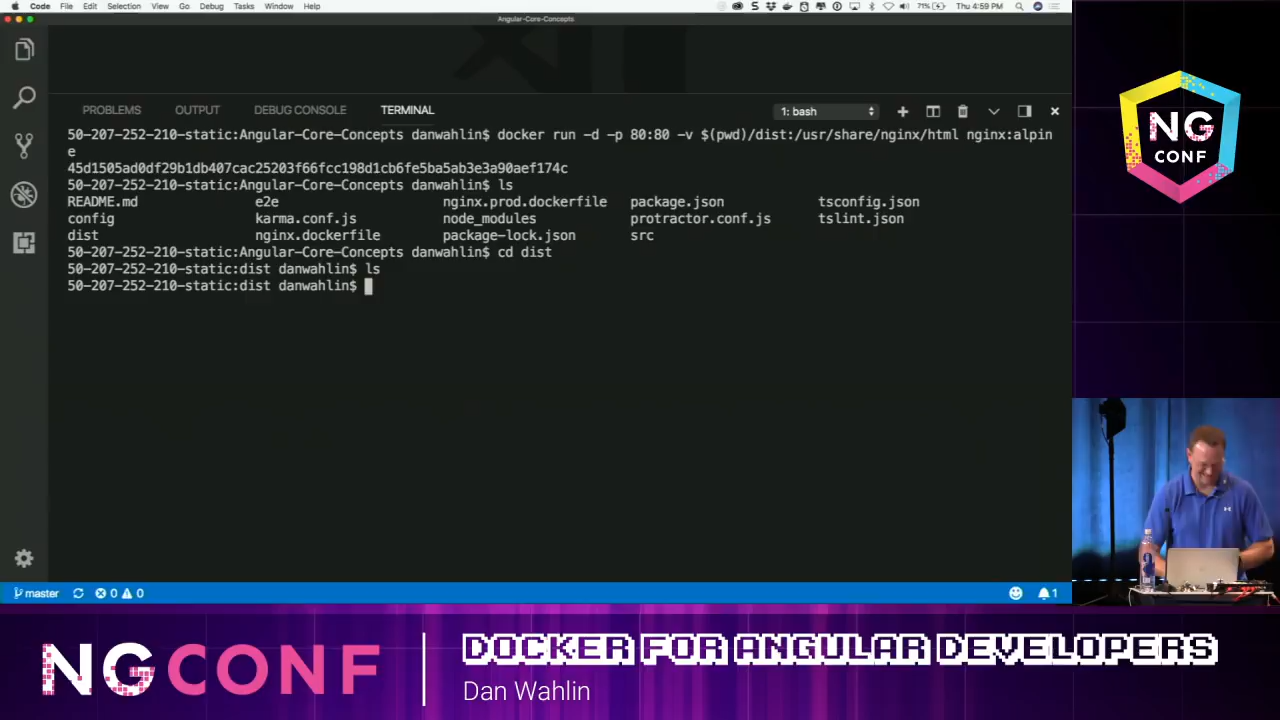 Code File Edit Selection View Go Debug Tasks Window Help 71% Thu 4:59 PM
Angular-Core-Concepts
PROBLEMS OUTPUT DEBUG CONSOLE TERMINAL 1: bash
50-207-252-210-static:Angular-Core-Concepts danwahlin$ docker run -d -p 80:80 -v $(pwd)/dist:/usr/share/nginx/html nginx:alpin
e
45d1505ad0df29b1db407cac25203f66fcc198d1cb6fe5ba5ab3e3a90aef174c
50-207-252-210-static:Angular-Core-Concepts danwahlin$ ls
README.md e2e nginx.prod.dockerfile package.json tsconfig.json
config karma.conf.js node_modules protractor.conf.js tslint.json
dist nginx.dockerfile package-lock.json src
50-207-252-210-static:Angular-Core-Concepts danwahlin$ cd dist
50-207-252-210-static:dist danwahlin$ ls
50-207-252-210-static:dist danwahlin$
master 0 0 1
NG
CONF
NGCONF
DOCKER FOR ANGULAR DEVELOPERS
Dan Wahlin